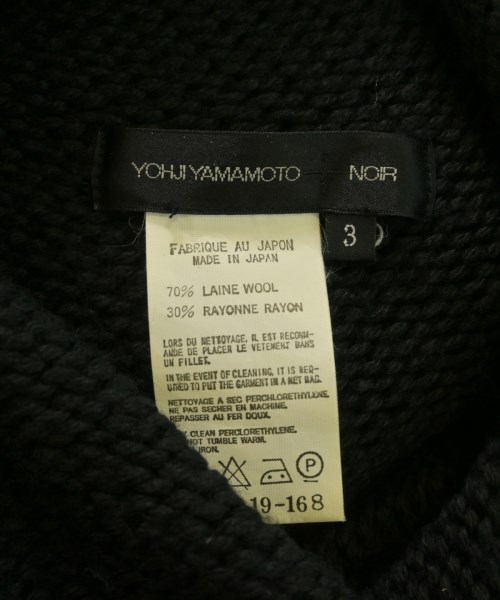 YOHJI YAMAMOTO NOIR
3
FABRIQUE AU JAPON
MADE IN JAPAN
70% LAINE WOOL
30% RAYONNE RAYON
LORS DU NETTOYAGE, IL EST RECOMM-
ANDE DE PLACER LE VETEMENT DANS
UN FILLET.
IN THE EVENT OF CLEANING, IT IS REQ-
UIRED TO PUT THE GARMENT IN A NET BAG.
NETTOYAGE A SEC PERCHLORETHYLENE.
NE PAS SECHER EN MACHINE.
REPASSER AU FER DOUX.
CLEAN PERCLORETHYLENE.
NOT TUMBLE WARM.
IRON.
P
19-168